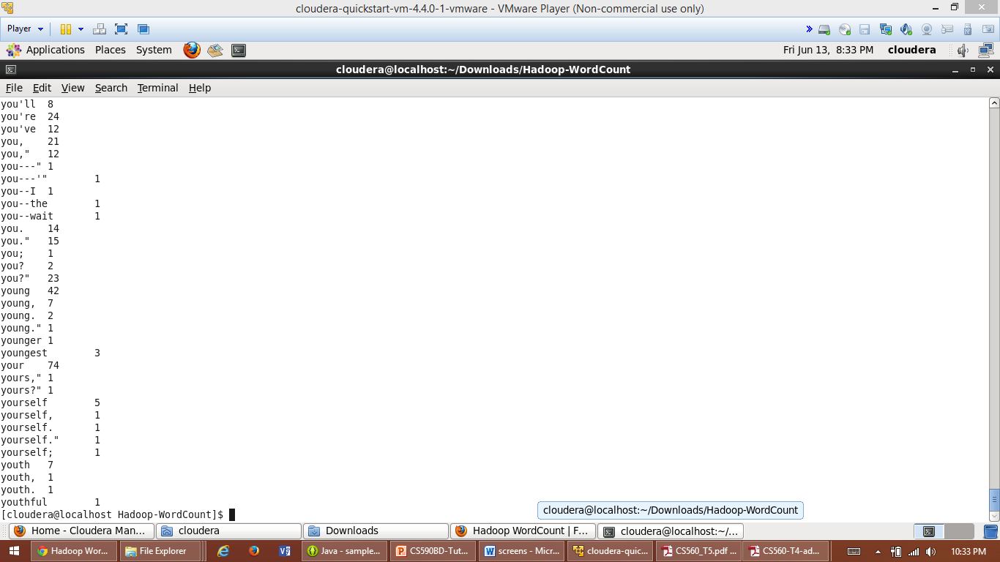 cloudera-quickstart-vm-4.4.0-1-vmware - VMware Player (Non-commercial use only)
Player
Applications Places System Fri Jun 13, 8:33 PM cloudera
cloudera@localhost:~/Downloads/Hadoop-WordCount
File Edit View Search Terminal Help
you'll 8
you're 24
you've 12
you, 21
you," 12
you---" 1
you---'" 1
you--I 1
you--the 1
you--wait 1
you. 14
you." 15
you; 1
you? 2
you?" 23
young 42
young, 7
young. 2
young." 1
younger 1
youngest 3
your 74
yours," 1
yours?" 1
yourself 5
yourself, 1
yourself. 1
yourself." 1
yourself; 1
youth 7
youth, 1
youth. 1
youthful 1
[cloudera@localhost Hadoop-WordCount]$
cloudera@localhost:~/Downloads/Hadoop-WordCount
Home - Cloudera Man... cloudera Downloads Hadoop WordCount | F... cloudera@localhost:~/...
Hadoop Wor... File Explorer Java - sample... CS590BD-Tut... screens - Micr... cloudera-quic... CS560_T5.pdf ... CS560-T4-ad... 10:33 PM